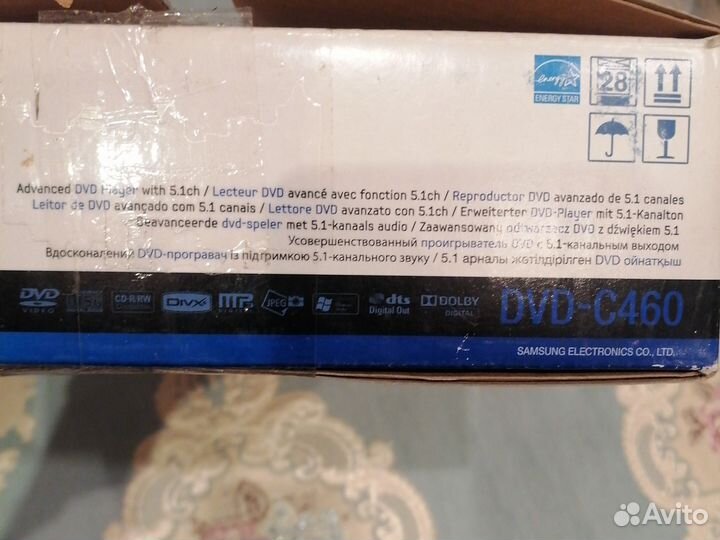 energy
ENERGY STAR
28
Advanced DVD Player with 5.1ch / Lecteur DVD avancé avec fonction 5.1ch / Reproductor DVD avanzado de 5.1 canales
Leitor de DVD avançado com 5.1 canais / Lettore DVD avanzato con 5.1ch / Erweiterter DVD-Player mit 5.1-Kanalton
Geavanceerde dvd-speler met 5.1-kanaals audio / Zaawansowany odtwarzacz DVD z dźwiękiem 5.1
Усовершенствованный проигрыватель DVD с 5.1-канальным выходом
Вдосконалений DVD-програвач із підтримкою 5.1-канального звуку / 5.1 арналы жетілдірілген DVD ойнатқыш
DVD VIDEO
CD-R/RW
DIVX
MP3
JPEG
dts Digital Out
DOLBY DIGITAL
DVD-C460
SAMSUNG ELECTRONICS CO., LTD.
Avito